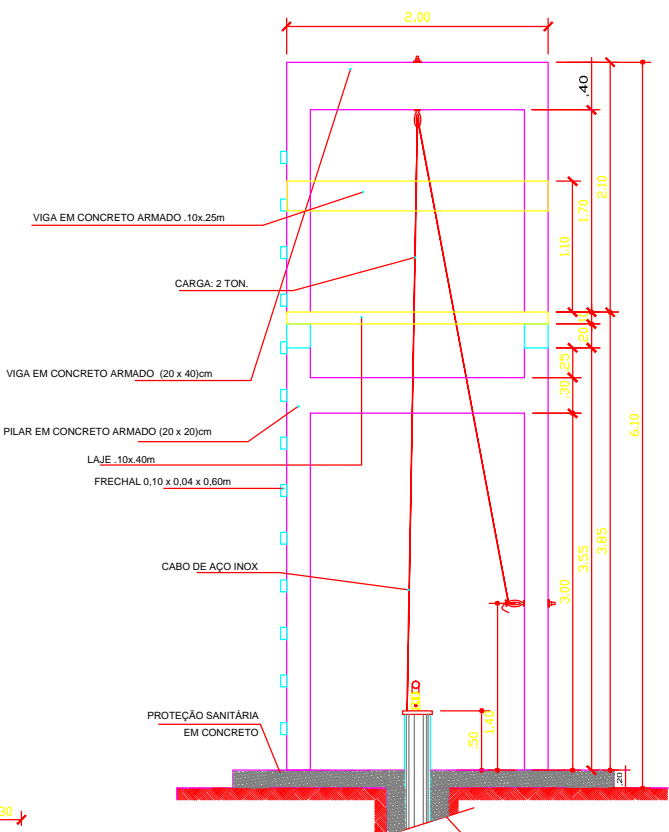 2,00
.40
VIGA EM CONCRETO ARMADO .10x.25m
1.10
1.70
2.10
CARGA: 2 TON.
.20
.25
VIGA EM CONCRETO ARMADO (20 x 40)cm
.30
6.10
PILAR EM CONCRETO ARMADO (20 x 20)cm
LAJE .10x.40m
FRECHAL 0,10 x 0,04 x 0,60m
3.55
3.85
CABO DE AÇO INOX
3.00
PROTEÇÃO SANITÁRIA
EM CONCRETO
.50
1.40
.20
30